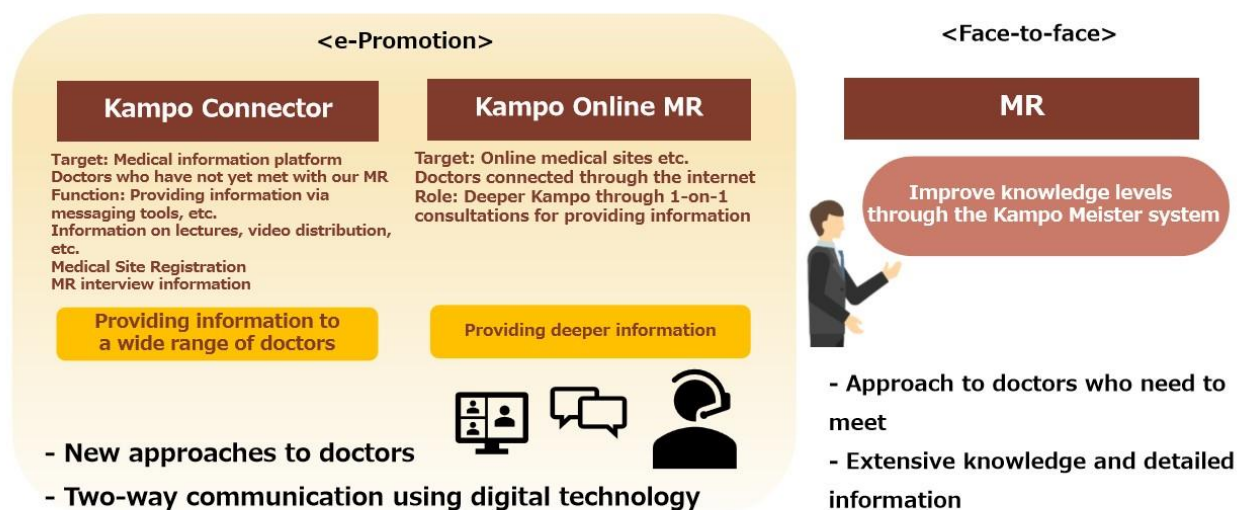 <e-Promotion>
Kampo Connector
Target: Medical information platform
Doctors who have not yet met with our MR
Function: Providing information via
messaging tools, etc.
Information on lectures, video distribution,
etc.
Medical Site Registration
MR interview information
Providing information to
a wide range of doctors
Kampo Online MR
Target: Online medical sites etc.
Doctors connected through the internet
Role: Deeper Kampo through 1-on-1
consultations for providing information
Providing deeper information
- New approaches to doctors
- Two-way communication using digital technology
<Face-to-face>
MR
Improve knowledge levels
through the Kampo Meister system
- Approach to doctors who need to
meet
- Extensive knowledge and detailed
information